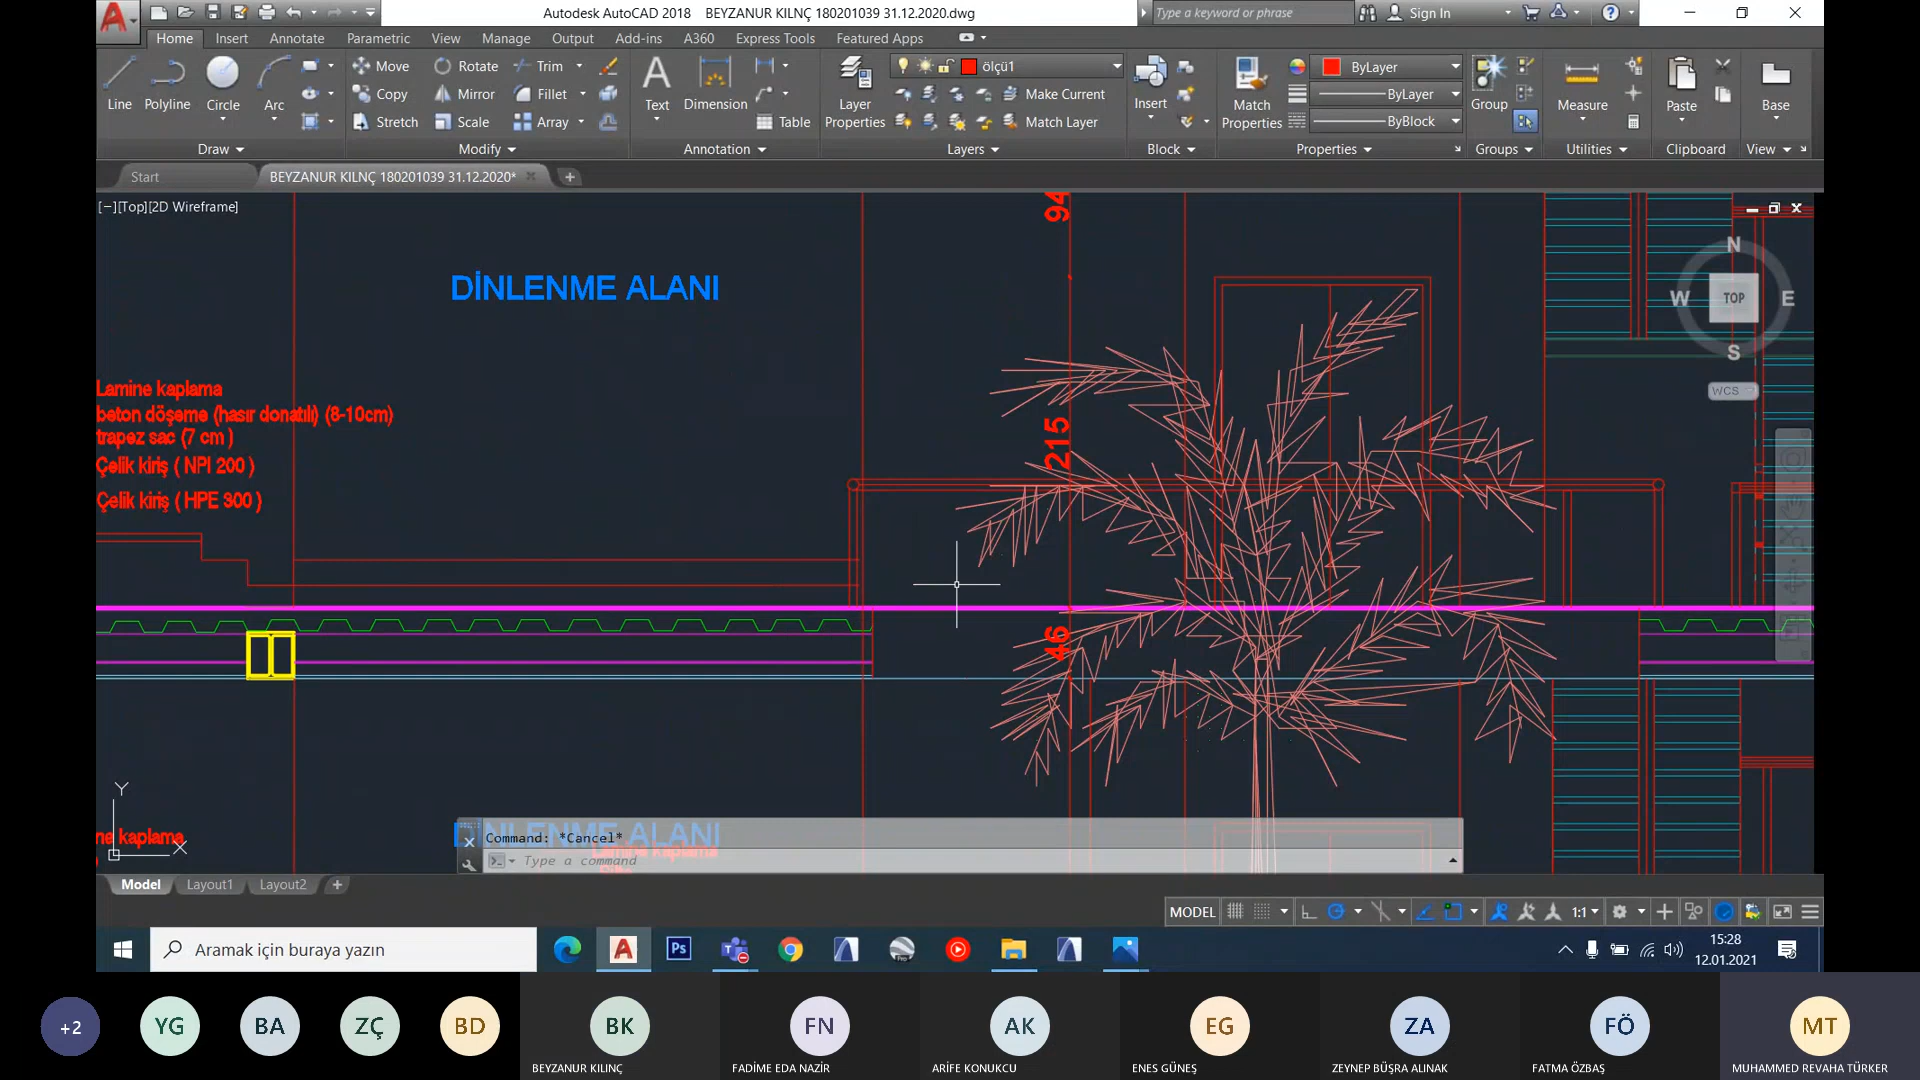 Autodesk AutoCAD 2018 BEYZANUR KILNÇ 180201039 31.12.2020.dwg
Type a keyword or phrase
Sign In
Home Insert Annotate Parametric View Manage Output Add-ins A360 Express Tools Featured Apps
Line Polyline Circle Arc
Move Rotate Trim
Copy Mirror Fillet
Stretch Scale Array
Text Dimension Table
Layer Properties
ölçü1
Make Current
Match Layer
Insert
Match Properties
ByLayer
ByLayer
ByBlock
Group
Measure
Paste
Base
Draw Modify Annotation Layers Block Properties Groups Utilities Clipboard View
Start BEYZANUR KILNÇ 180201039 31.12.2020*
[−][Top][2D Wireframe]
94
N
W TOP E
S
WCS
DİNLENME ALANI
Lamine kaplama
beton döşeme (hasır donatılı) (8-10cm)
trapez sac (7 cm )
Çelik kiriş ( NPI 200 )
Çelik kiriş ( HPE 300 )
215
46
Y
X
ne kaplama
DİNLENME ALANI
Command: *Cancel*
Type a command
Model Layout1 Layout2
MODEL 1:1
Aramak için buraya yazın
15:28
12.01.2021
+2 YG BA ZÇ BD BK FN AK EG ZA FÖ MT
BEYZANUR KILINÇ FADİME EDA NAZİR ARİFE KONUKCU ENES GÜNEŞ ZEYNEP BÜŞRA ALINAK FATMA ÖZBAŞ MUHAMMED REVAHA TÜRKER